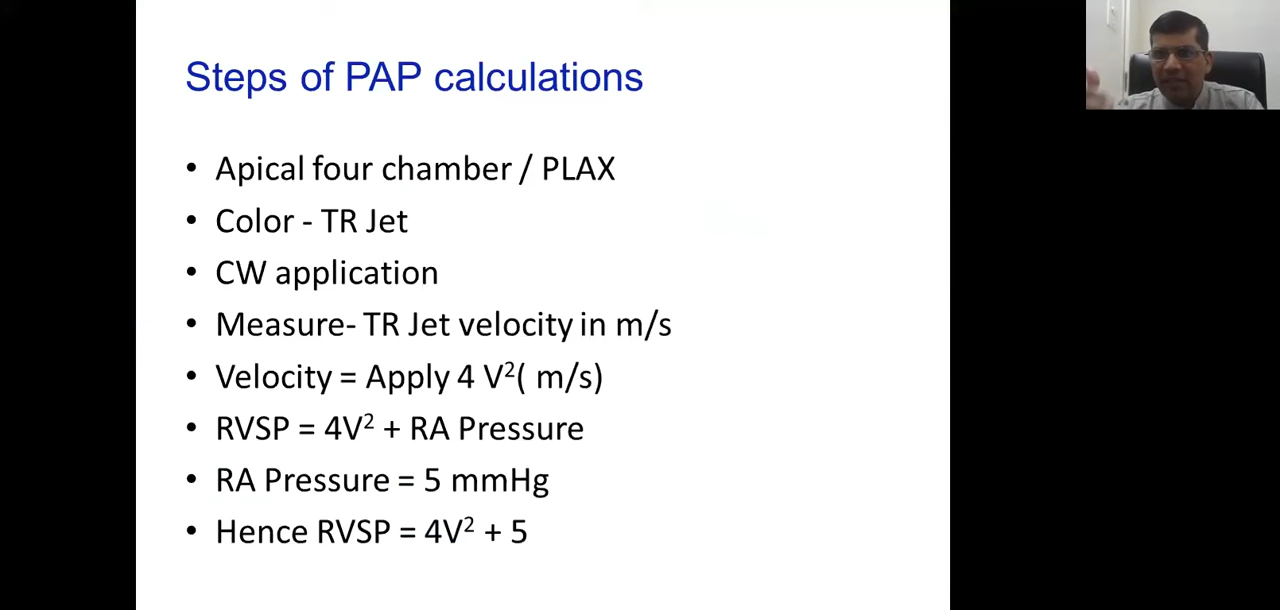 Steps of PAP calculations
• Apical four chamber / PLAX
• Color - TR Jet
• CW application
• Measure- TR Jet velocity in m/s
• Velocity = Apply 4 V²( m/s)
• RVSP = 4V² + RA Pressure
• RA Pressure = 5 mmHg
• Hence RVSP = 4V² + 5